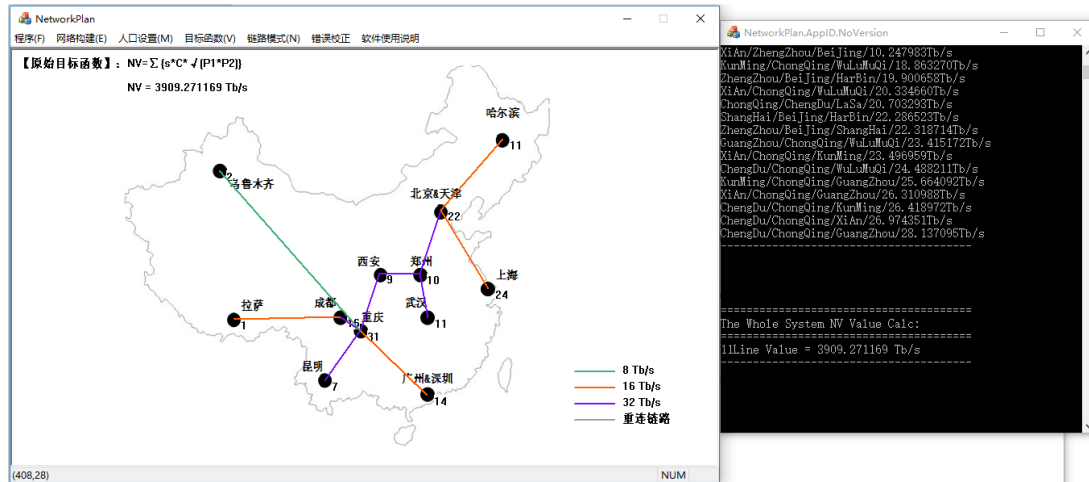 NetworkPlan
程序(F) 网络构建(E) 人口设置(M) 目标函数(V) 链路模式(N) 错误校正 软件使用说明
【原始目标函数】: NV=Σ{s*C*√(P1*P2)}
NV = 3909.271169 Tb/s
哈尔滨
11
2
乌鲁木齐
北京&天津
22
西安
9
郑州
10
上海
24
拉萨
1
成都
16
重庆
31
武汉
11
昆明
7
广州&深圳
14
8 Tb/s
16 Tb/s
32 Tb/s
重连链路
(408,28)
NUM
NetworkPlan.AppID.NoVersion
XiAn/ZhengZhou/BeiJing/10.247983Tb/s
KunMing/ChongQing/WuLuMuQi/18.863270Tb/s
ZhengZhou/BeiJing/HarBin/19.900658Tb/s
XiAn/ChongQing/WuLuMuQi/20.334660Tb/s
ChongQing/ChengDu/LaSa/20.703293Tb/s
ShangHai/BeiJing/HarBin/22.286523Tb/s
ZhengZhou/BeiJing/ShangHai/22.318714Tb/s
GuangZhou/ChongQing/WuLuMuQi/23.415172Tb/s
XiAn/ChongQing/KunMing/23.496959Tb/s
ChengDu/ChongQing/WuLuMuQi/24.488211Tb/s
KunMing/ChongQing/GuangZhou/25.664092Tb/s
XiAn/ChongQing/GuangZhou/26.310988Tb/s
ChengDu/ChongQing/KunMing/26.418972Tb/s
ChengDu/ChongQing/XiAn/26.974351Tb/s
ChengDu/ChongQing/GuangZhou/28.137095Tb/s
----------------------------------------
========================================
The Whole System NV Value Calc:
========================================
11Line Value = 3909.271169 Tb/s
----------------------------------------